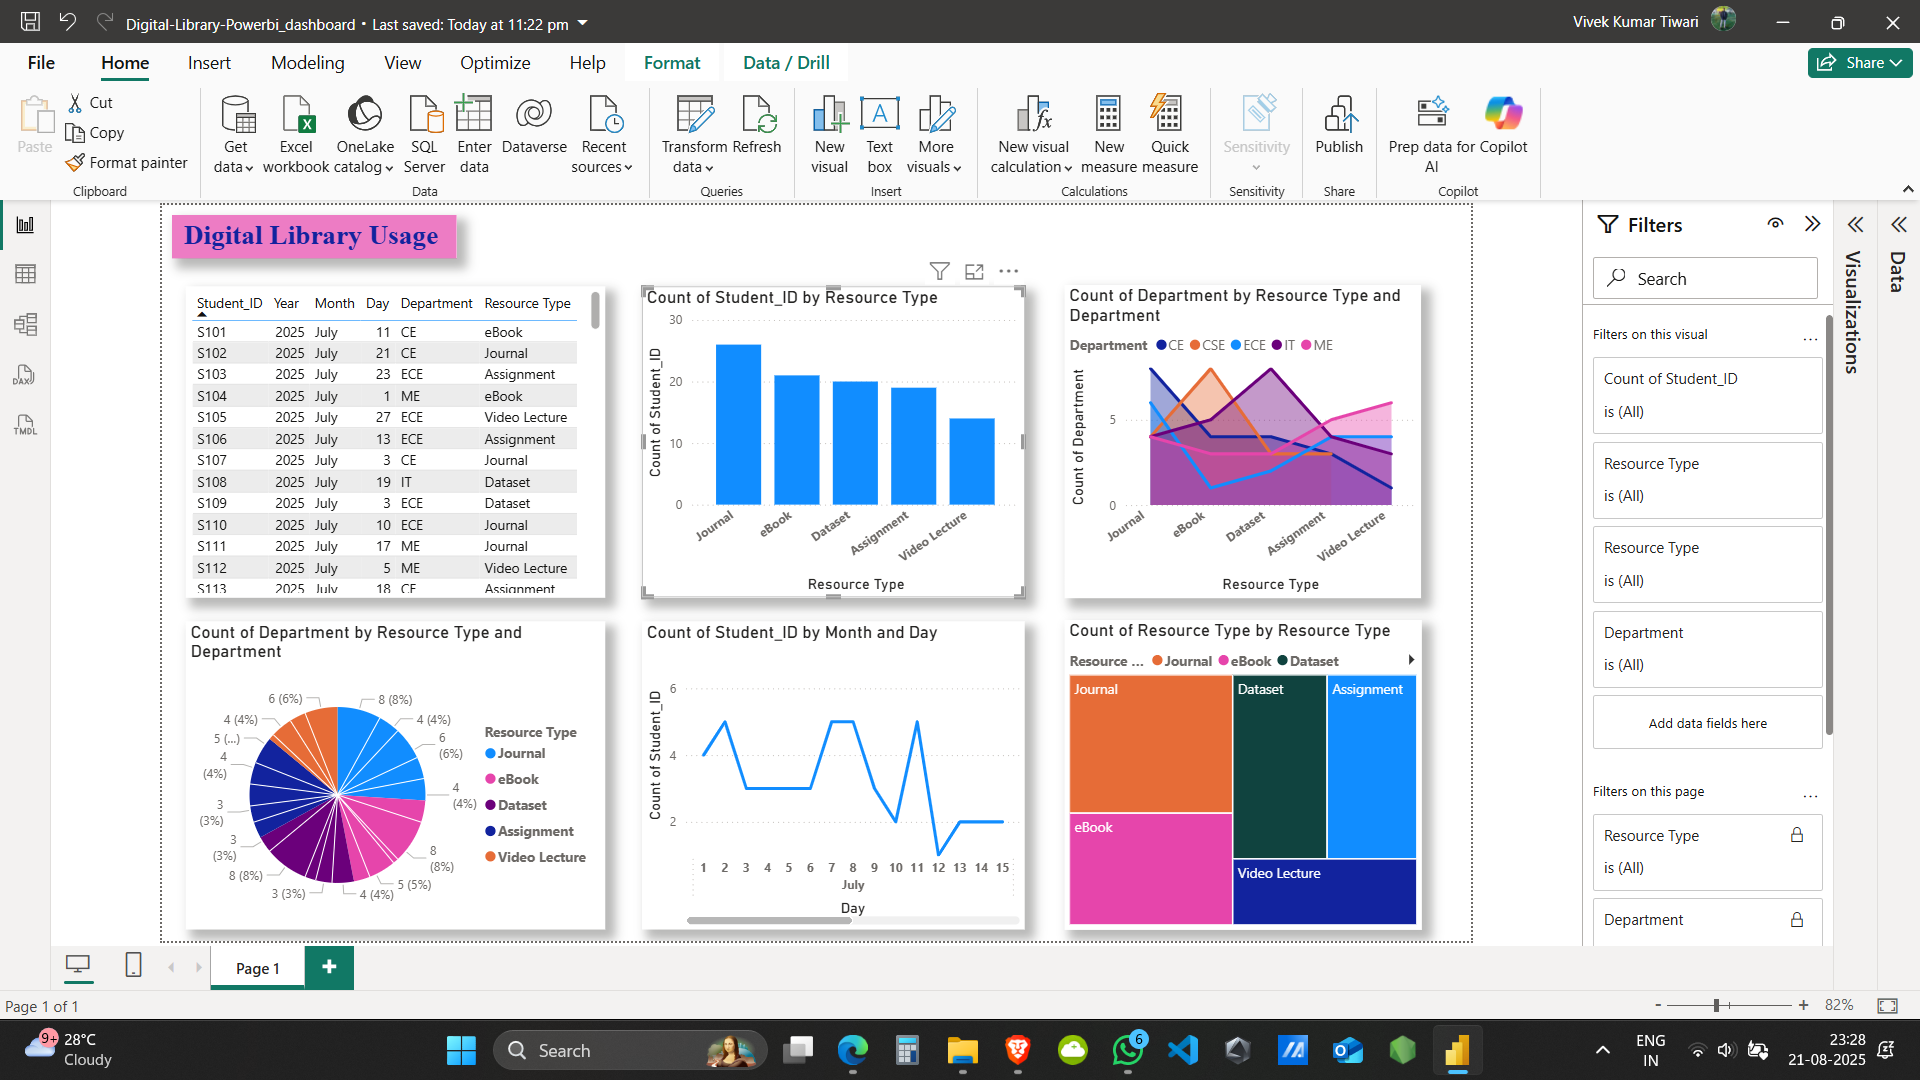 Digital-Library-Powerbi_dashboard • Last saved: Today at 11:22 pm
Vivek Kumar Tiwari
File Home Insert Modeling View Optimize Help Format Data / Drill
Share
Paste
Cut
Copy
Format painter
Clipboard
Get data
Excel workbook
OneLake catalog
SQL Server
Enter data
Dataverse
Recent sources
Data
Transform data
Refresh
Queries
New visual
Text box
More visuals
Insert
New visual calculation
New measure
Quick measure
Calculations
Sensitivity
Sensitivity
Publish
Share
Prep data for AI
Copilot
Copilot
Digital Library Usage
Student_ID Year Month Day Department Resource Type
S101 2025 July 11 CE eBook
S102 2025 July 21 CE Journal
S103 2025 July 23 ECE Assignment
S104 2025 July 1 ME eBook
S105 2025 July 27 ECE Video Lecture
S106 2025 July 13 ECE Assignment
S107 2025 July 3 CE Journal
S108 2025 July 19 IT Dataset
S109 2025 July 3 ECE Dataset
S110 2025 July 10 ECE Journal
S111 2025 July 17 ME Journal
S112 2025 July 5 ME Video Lecture
S113 2025 July 18 CE Assignment
Count of Student_ID by Resource Type
Count of Student_ID
30
20
10
0
Journal
eBook
Dataset
Assignment
Video Lecture
Resource Type
Count of Department by Resource Type and
Department
Department CE CSE ECE IT ME
Count of Department
5
0
Journal
eBook
Dataset
Assignment
Video Lecture
Resource Type
Count of Department by Resource Type and
Department
8 (8%)
4 (4%)
6
(6%)
4
(4%)
8
(8%)
5 (5%)
4 (4%)
3 (3%)
8 (8%)
3
(3%)
3
(3%)
4
(4%)
5 (...)
4 (4%)
6 (6%)
Resource Type
Journal
eBook
Dataset
Assignment
Video Lecture
Count of Student_ID by Month and Day
Count of Student_ID
6
4
2
1 2 3 4 5 6 7 8 9 10 11 12 13 14 15
July
Day
Count of Resource Type by Resource Type
Resource ... Journal eBook Dataset
Journal
eBook
Dataset
Assignment
Video Lecture
Filters
Search
Filters on this visual
...
Count of Student_ID
is (All)
Resource Type
is (All)
Resource Type
is (All)
Department
is (All)
Add data fields here
Filters on this page
...
Resource Type
is (All)
Department
Visualizations
Data
DAX
TMDL
Page 1
+
Page 1 of 1
- + 82%
9+
28°C
Cloudy
Search
6
ENG
IN
23:28
21-08-2025